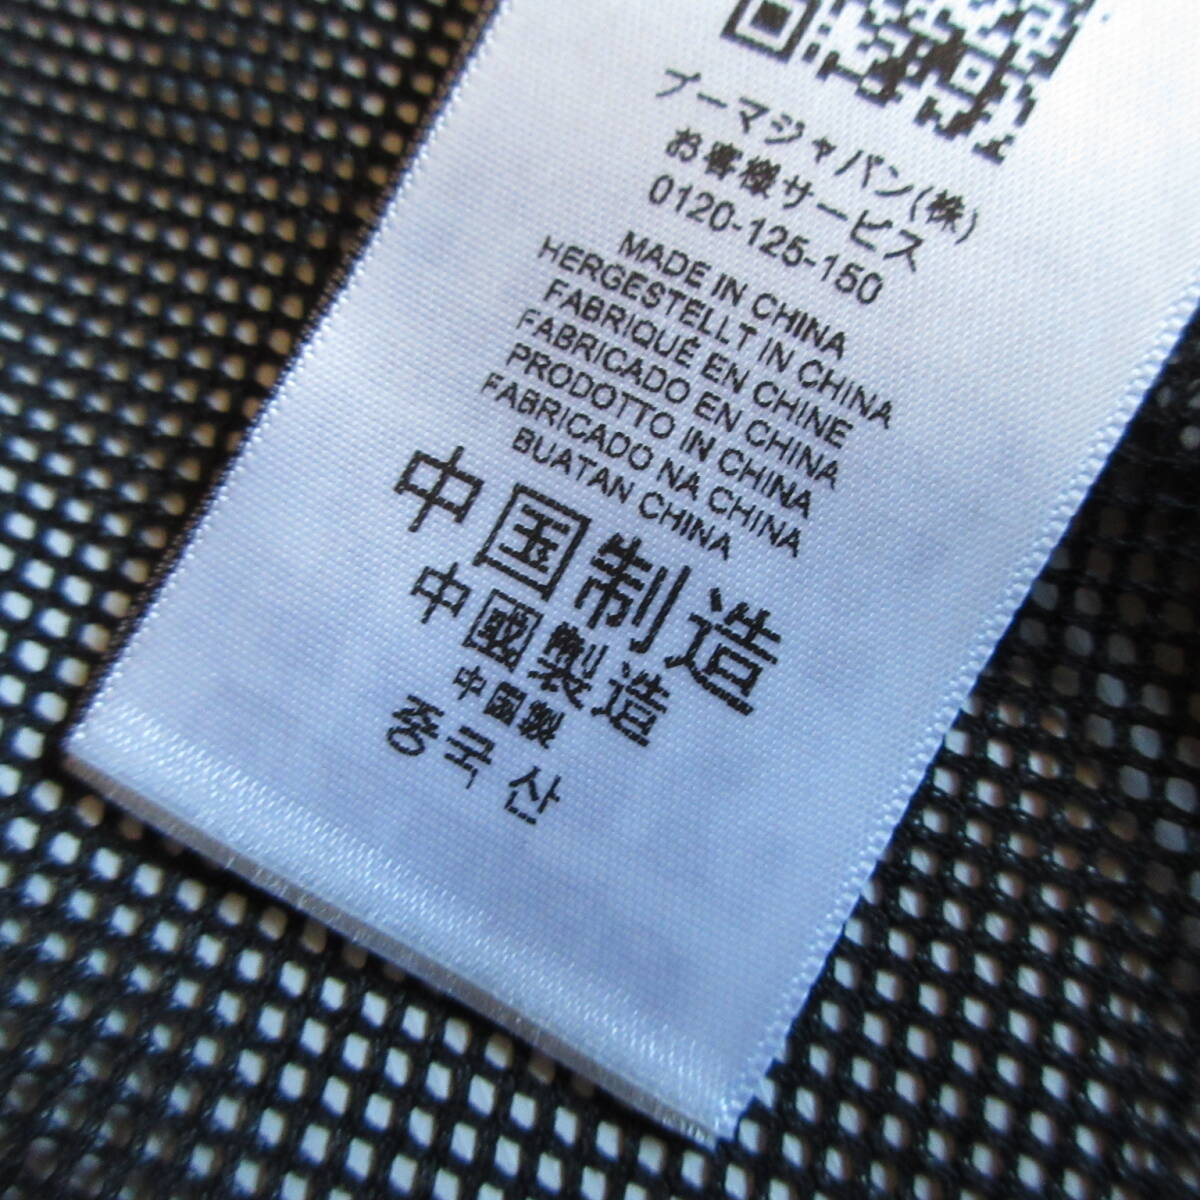 プーマジャパン(株)
お客様サービス
0120-125-150
MADE IN CHINA
HERGESTELLT IN CHINA
FABRIQUÉ EN CHINE
FABRICADO EN CHINA
PRODOTTO IN CHINA
FABRICADO NA CHINA
BUATAN CHINA
中国制造
中國製造
中国製
중국산